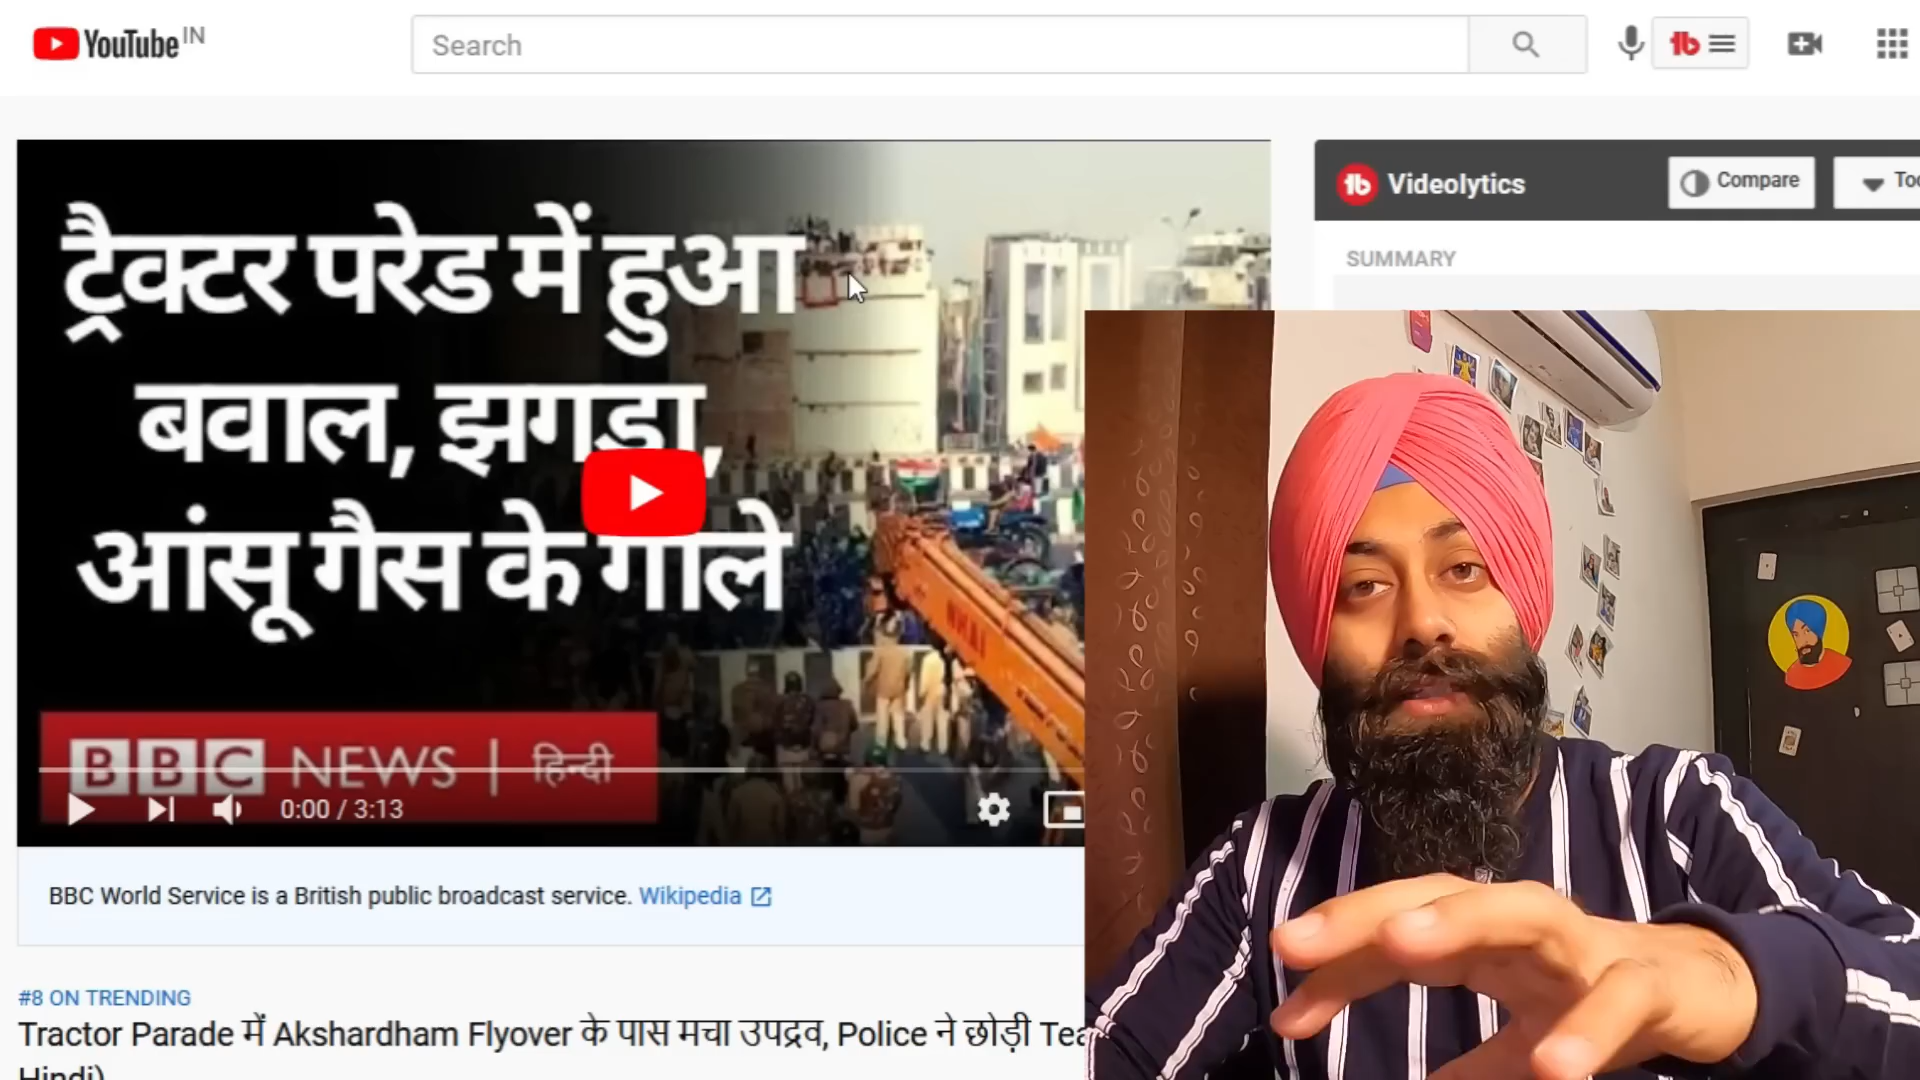 YouTube IN
Search
ट्रैक्टर परेड में हुआ
बवाल, झगड़ा,
आंसू गैस के गोले
BBC NEWS | हिन्दी
0:00 / 3:13
Videolytics
Compare
SUMMARY
BBC World Service is a British public broadcast service. Wikipedia
#8 ON TRENDING
Tractor Parade में Akshardham Flyover के पास मचा उपद्रव, Police ने छोड़ी
Hindi)